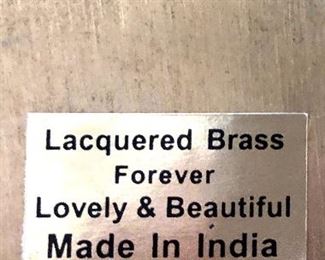 Lacquered Brass
Forever
Lovely & Beautiful
Made In India